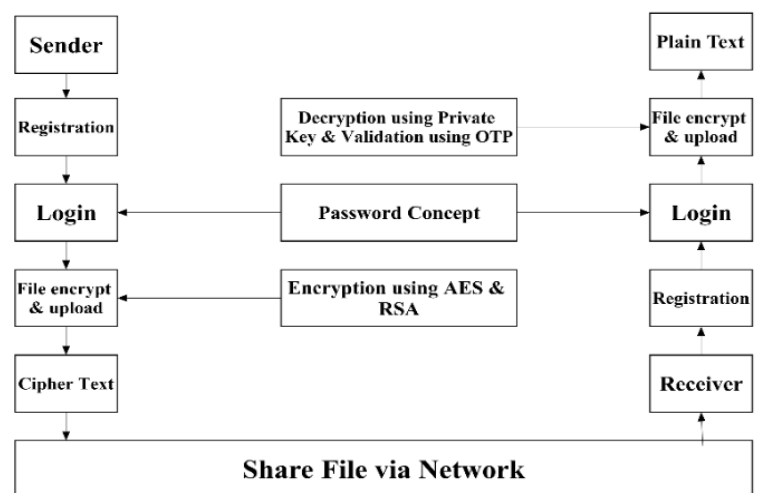 Sender
Registration
Login
File encrypt
& upload
Cipher Text
Decryption using Private
Key & Validation using OTP
Password Concept
Encryption using AES &
RSA
Plain Text
File encrypt
& upload
Login
Registration
Receiver
Share File via Network